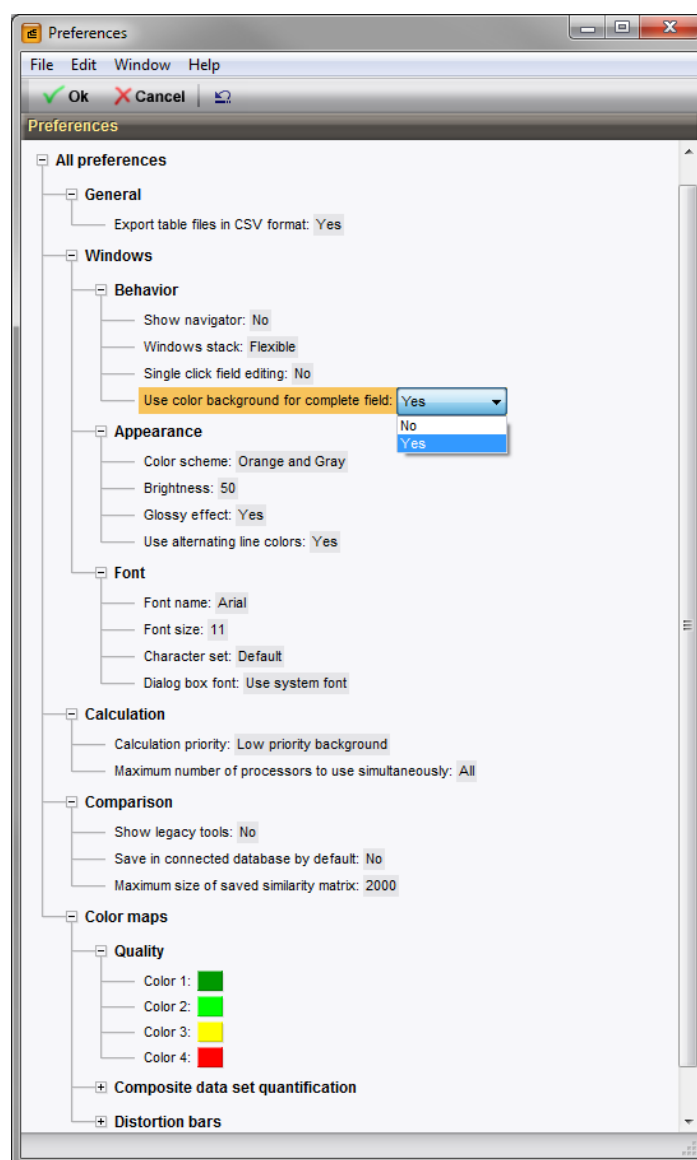 Preferences
File Edit Window Help
Ok Cancel
Preferences
All preferences
General
Export table files in CSV format: Yes
Windows
Behavior
Show navigator: No
Windows stack: Flexible
Single click field editing: No
Use color background for complete field: Yes
No
Yes
Appearance
Color scheme: Orange and Gray
Brightness: 50
Glossy effect: Yes
Use alternating line colors: Yes
Font
Font name: Arial
Font size: 11
Character set: Default
Dialog box font: Use system font
Calculation
Calculation priority: Low priority background
Maximum number of processors to use simultaneously: All
Comparison
Show legacy tools: No
Save in connected database by default: No
Maximum size of saved similarity matrix: 2000
Color maps
Quality
Color 1:
Color 2:
Color 3:
Color 4:
Composite data set quantification
Distortion bars